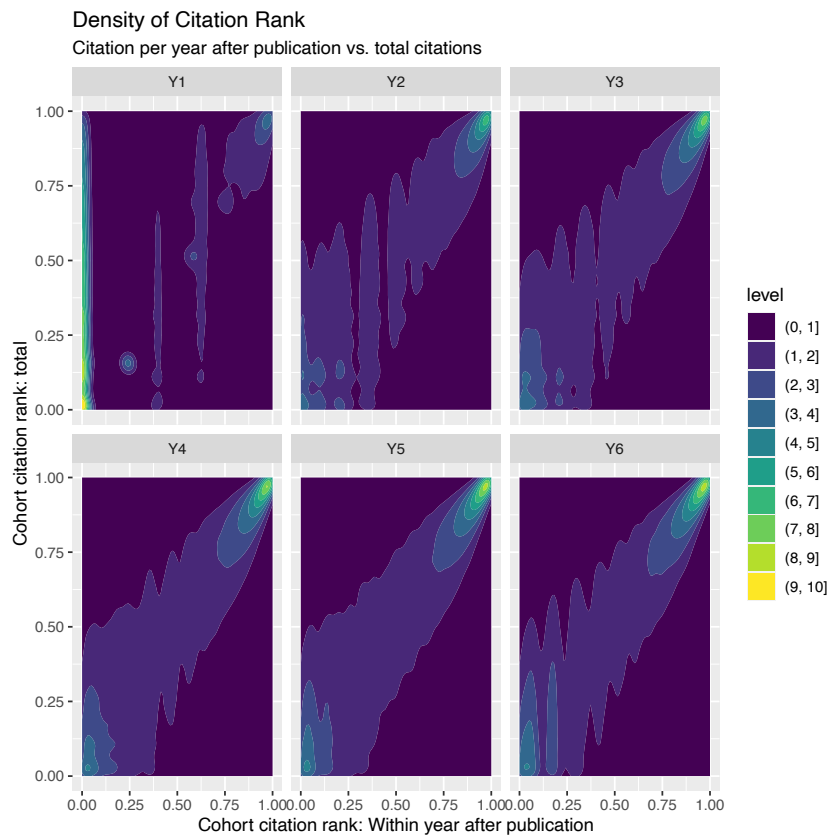 Density of Citation Rank
Citation per year after publication vs. total citations
Y1 Y2 Y3
1.00
0.75
0.50
0.25
0.00
Y4 Y5 Y6
1.00
0.75
0.50
0.25
0.00
0.00 0.25 0.50 0.75 1.00 0.00 0.25 0.50 0.75 1.00 0.00 0.25 0.50 0.75 1.00
Cohort citation rank: total
Cohort citation rank: Within year after publication
level
(0, 1]
(1, 2]
(2, 3]
(3, 4]
(4, 5]
(5, 6]
(6, 7]
(7, 8]
(8, 9]
(9, 10]